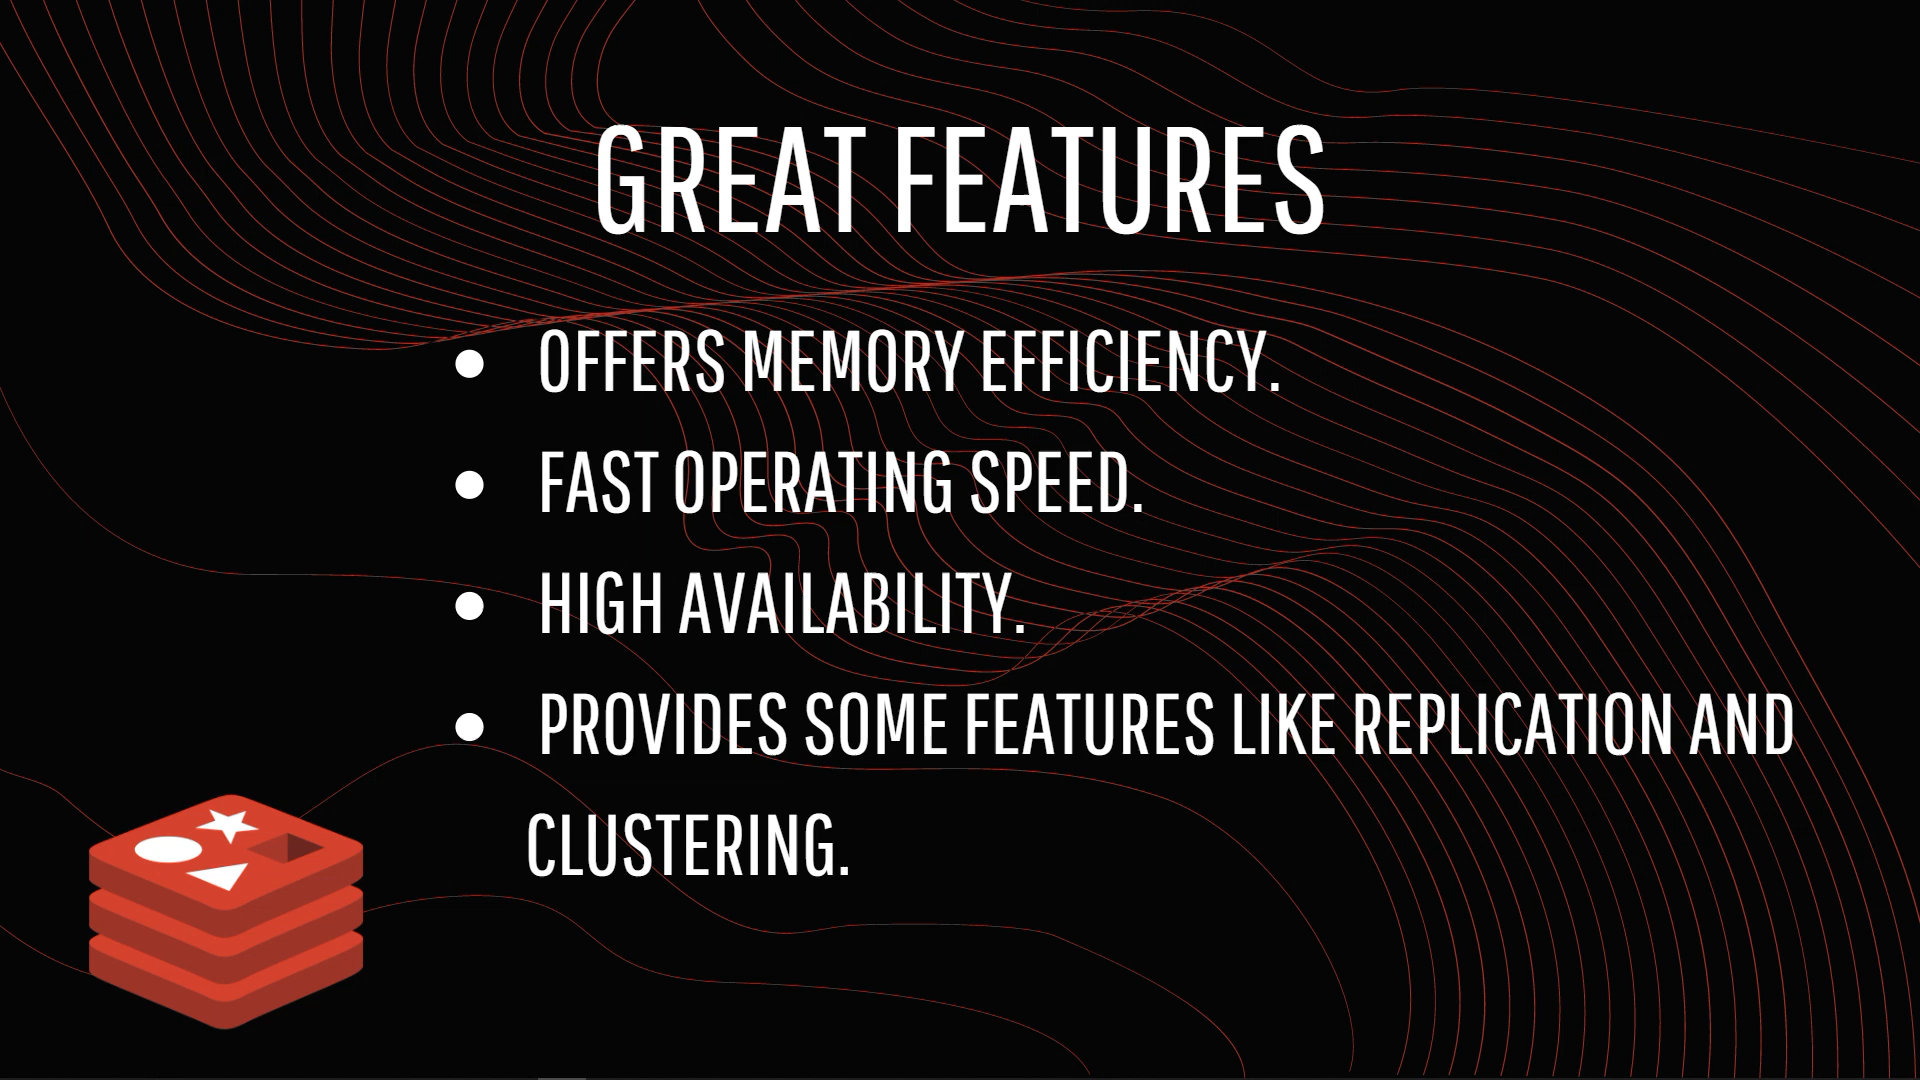 GREAT FEATURES
● OFFERS MEMORY EFFICIENCY.
● FAST OPERATING SPEED.
● HIGH AVAILABILITY.
● PROVIDES SOME FEATURES LIKE REPLICATION AND
CLUSTERING.